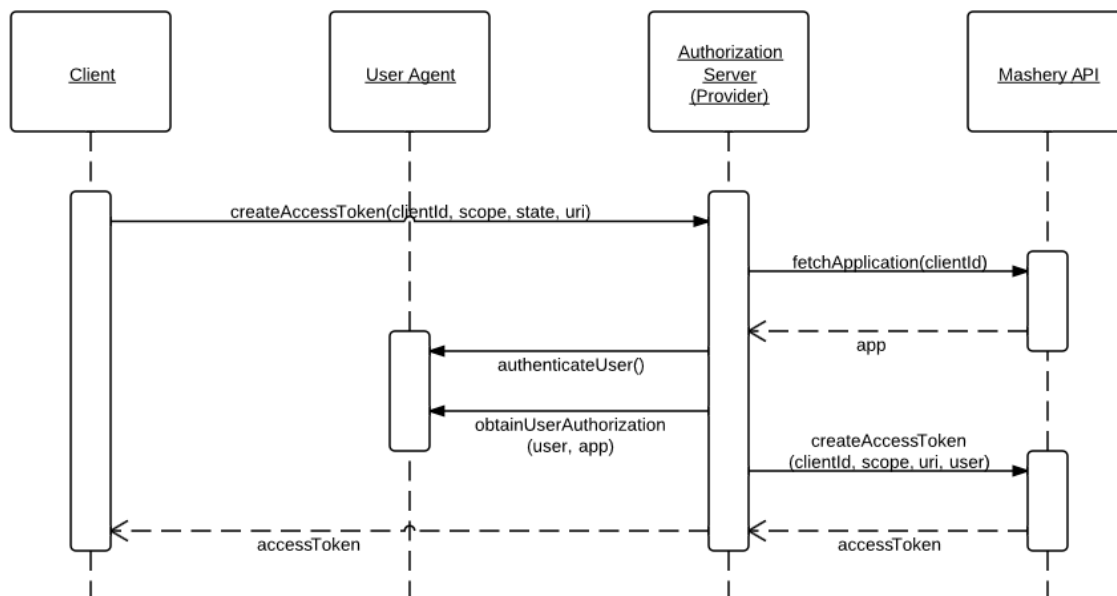 Client
User Agent
Authorization
Server
(Provider)
Mashery API
createAccessToken(clientId, scope, state, uri)
fetchApplication(clientId)
app
authenticateUser()
obtainUserAuthorization
(user, app)
createAccessToken
(clientId, scope, uri, user)
accessToken
accessToken